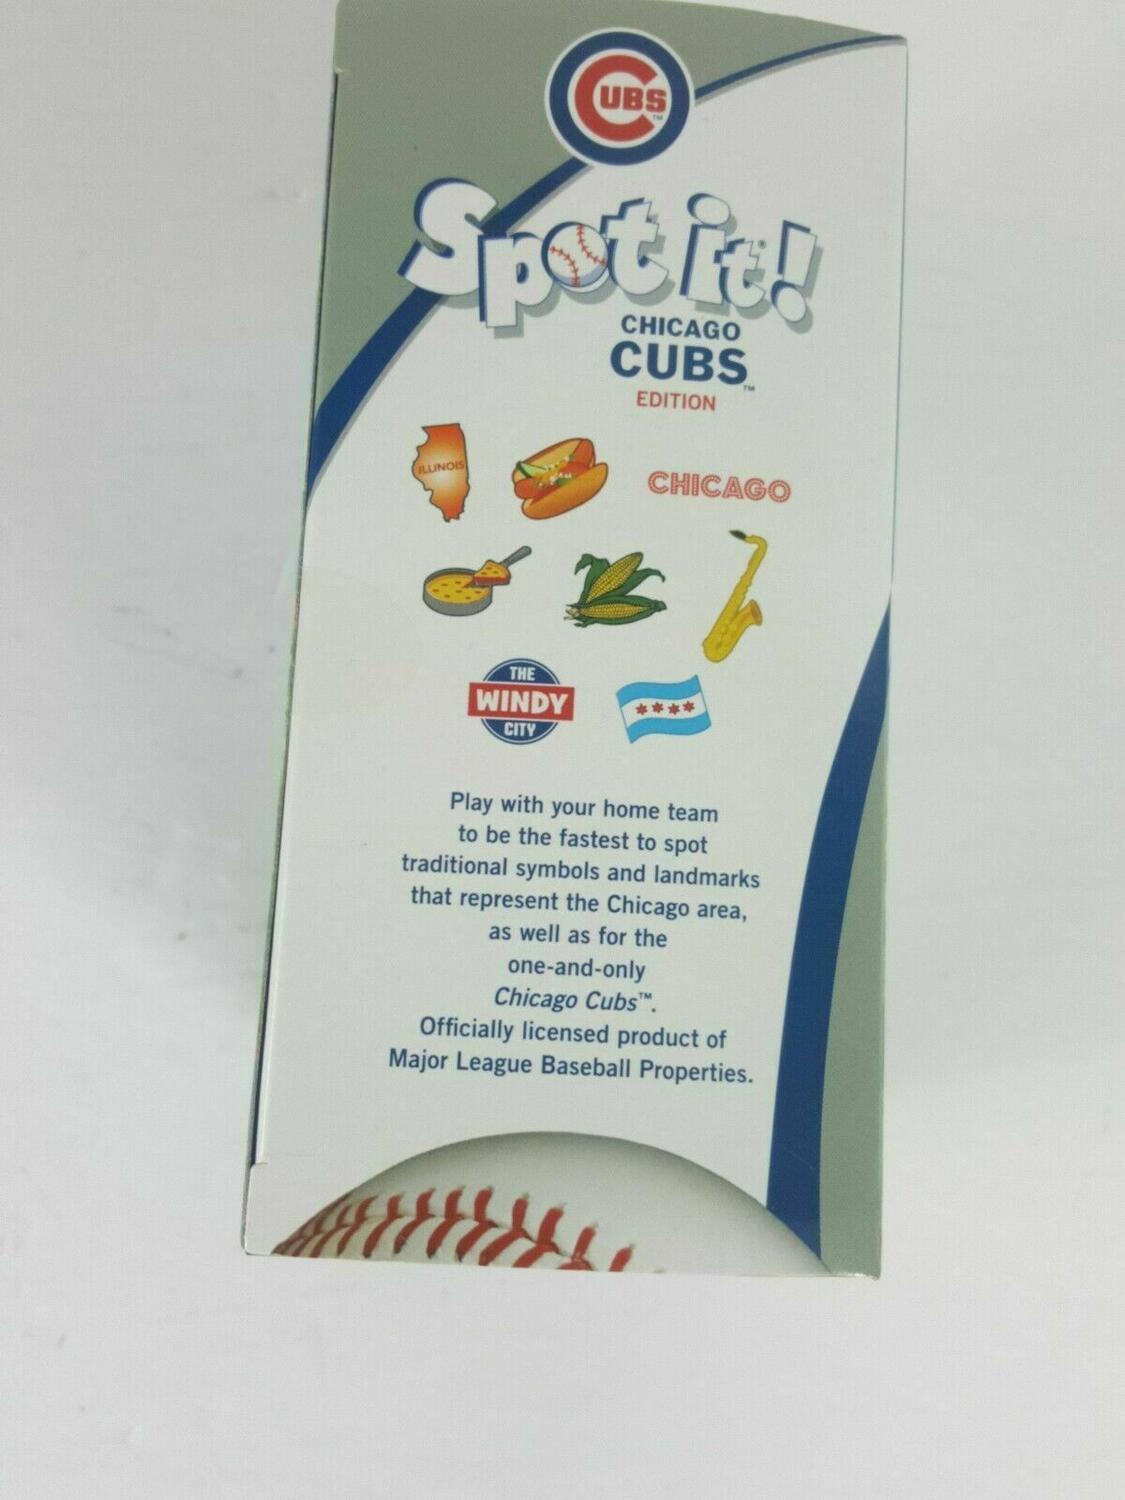 CUBS™
Spot it!®
CHICAGO
CUBS™
EDITION
ILLINOIS
CHICAGO
THE
WINDY
CITY
Play with your home team
to be the fastest to spot
traditional symbols and landmarks
that represent the Chicago area,
as well as for the
one-and-only
Chicago Cubs™.
Officially licensed product of
Major League Baseball Properties.